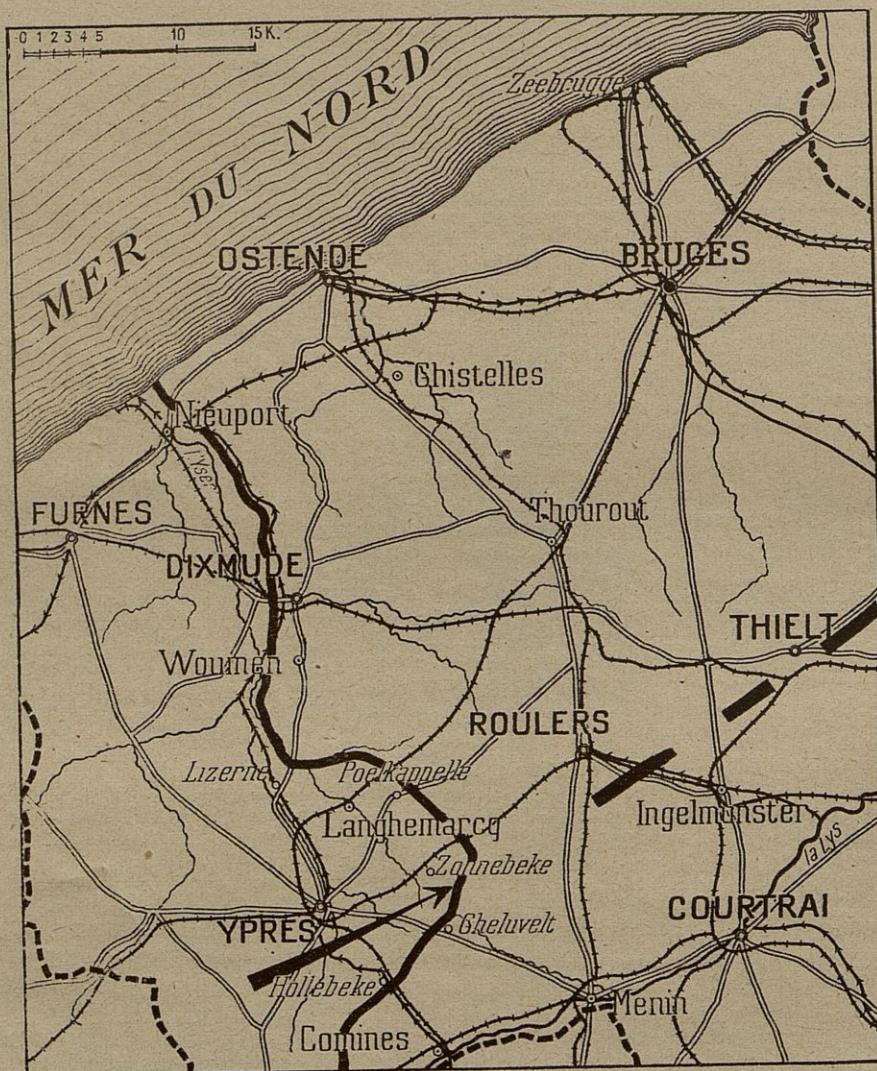 0 1 2 3 4 5 10 15 K.
Zeebrugge
MER DU NORD
OSTENDE
BRUGES
Ghistelles
Nieuport
l'Yser
FURNES
Thourout
DIXMUDE
THIELT
Woumen
ROULERS
Lizerne
Poelkappelle
Langhemarcq
Ingelmunster
la Lys
Zonnebeke
COURTRAI
YPRES
Gheluvelt
Hollebeke
Menin
Comines